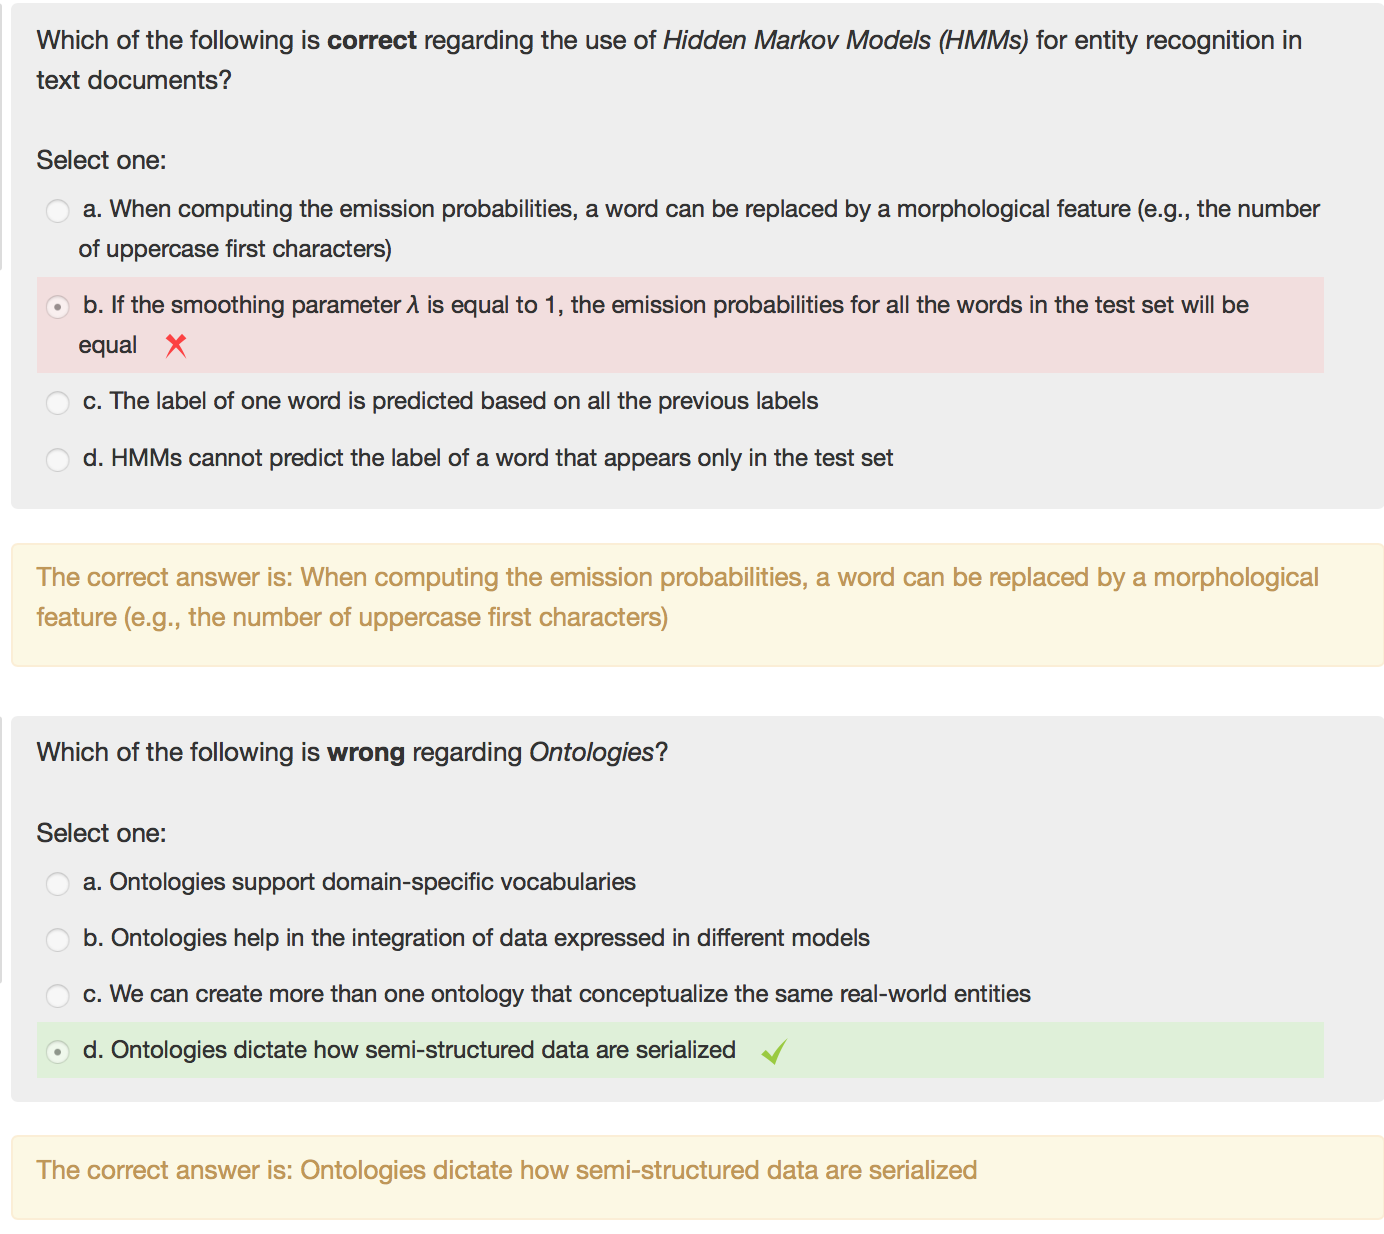 Which of the following is correct regarding the use of Hidden Markov Models (HMMs) for entity recognition in
text documents?
Select one:
a. When computing the emission probabilities, a word can be replaced by a morphological feature (e.g., the number
of uppercase first characters)
b. If the smoothing parameter λ is equal to 1, the emission probabilities for all the words in the test set will be
equal
c. The label of one word is predicted based on all the previous labels
d. HMMs cannot predict the label of a word that appears only in the test set
The correct answer is: When computing the emission probabilities, a word can be replaced by a morphological
feature (e.g., the number of uppercase first characters)
Which of the following is wrong regarding Ontologies?
Select one:
a. Ontologies support domain-specific vocabularies
b. Ontologies help in the integration of data expressed in different models
c. We can create more than one ontology that conceptualize the same real-world entities
d. Ontologies dictate how semi-structured data are serialized
The correct answer is: Ontologies dictate how semi-structured data are serialized